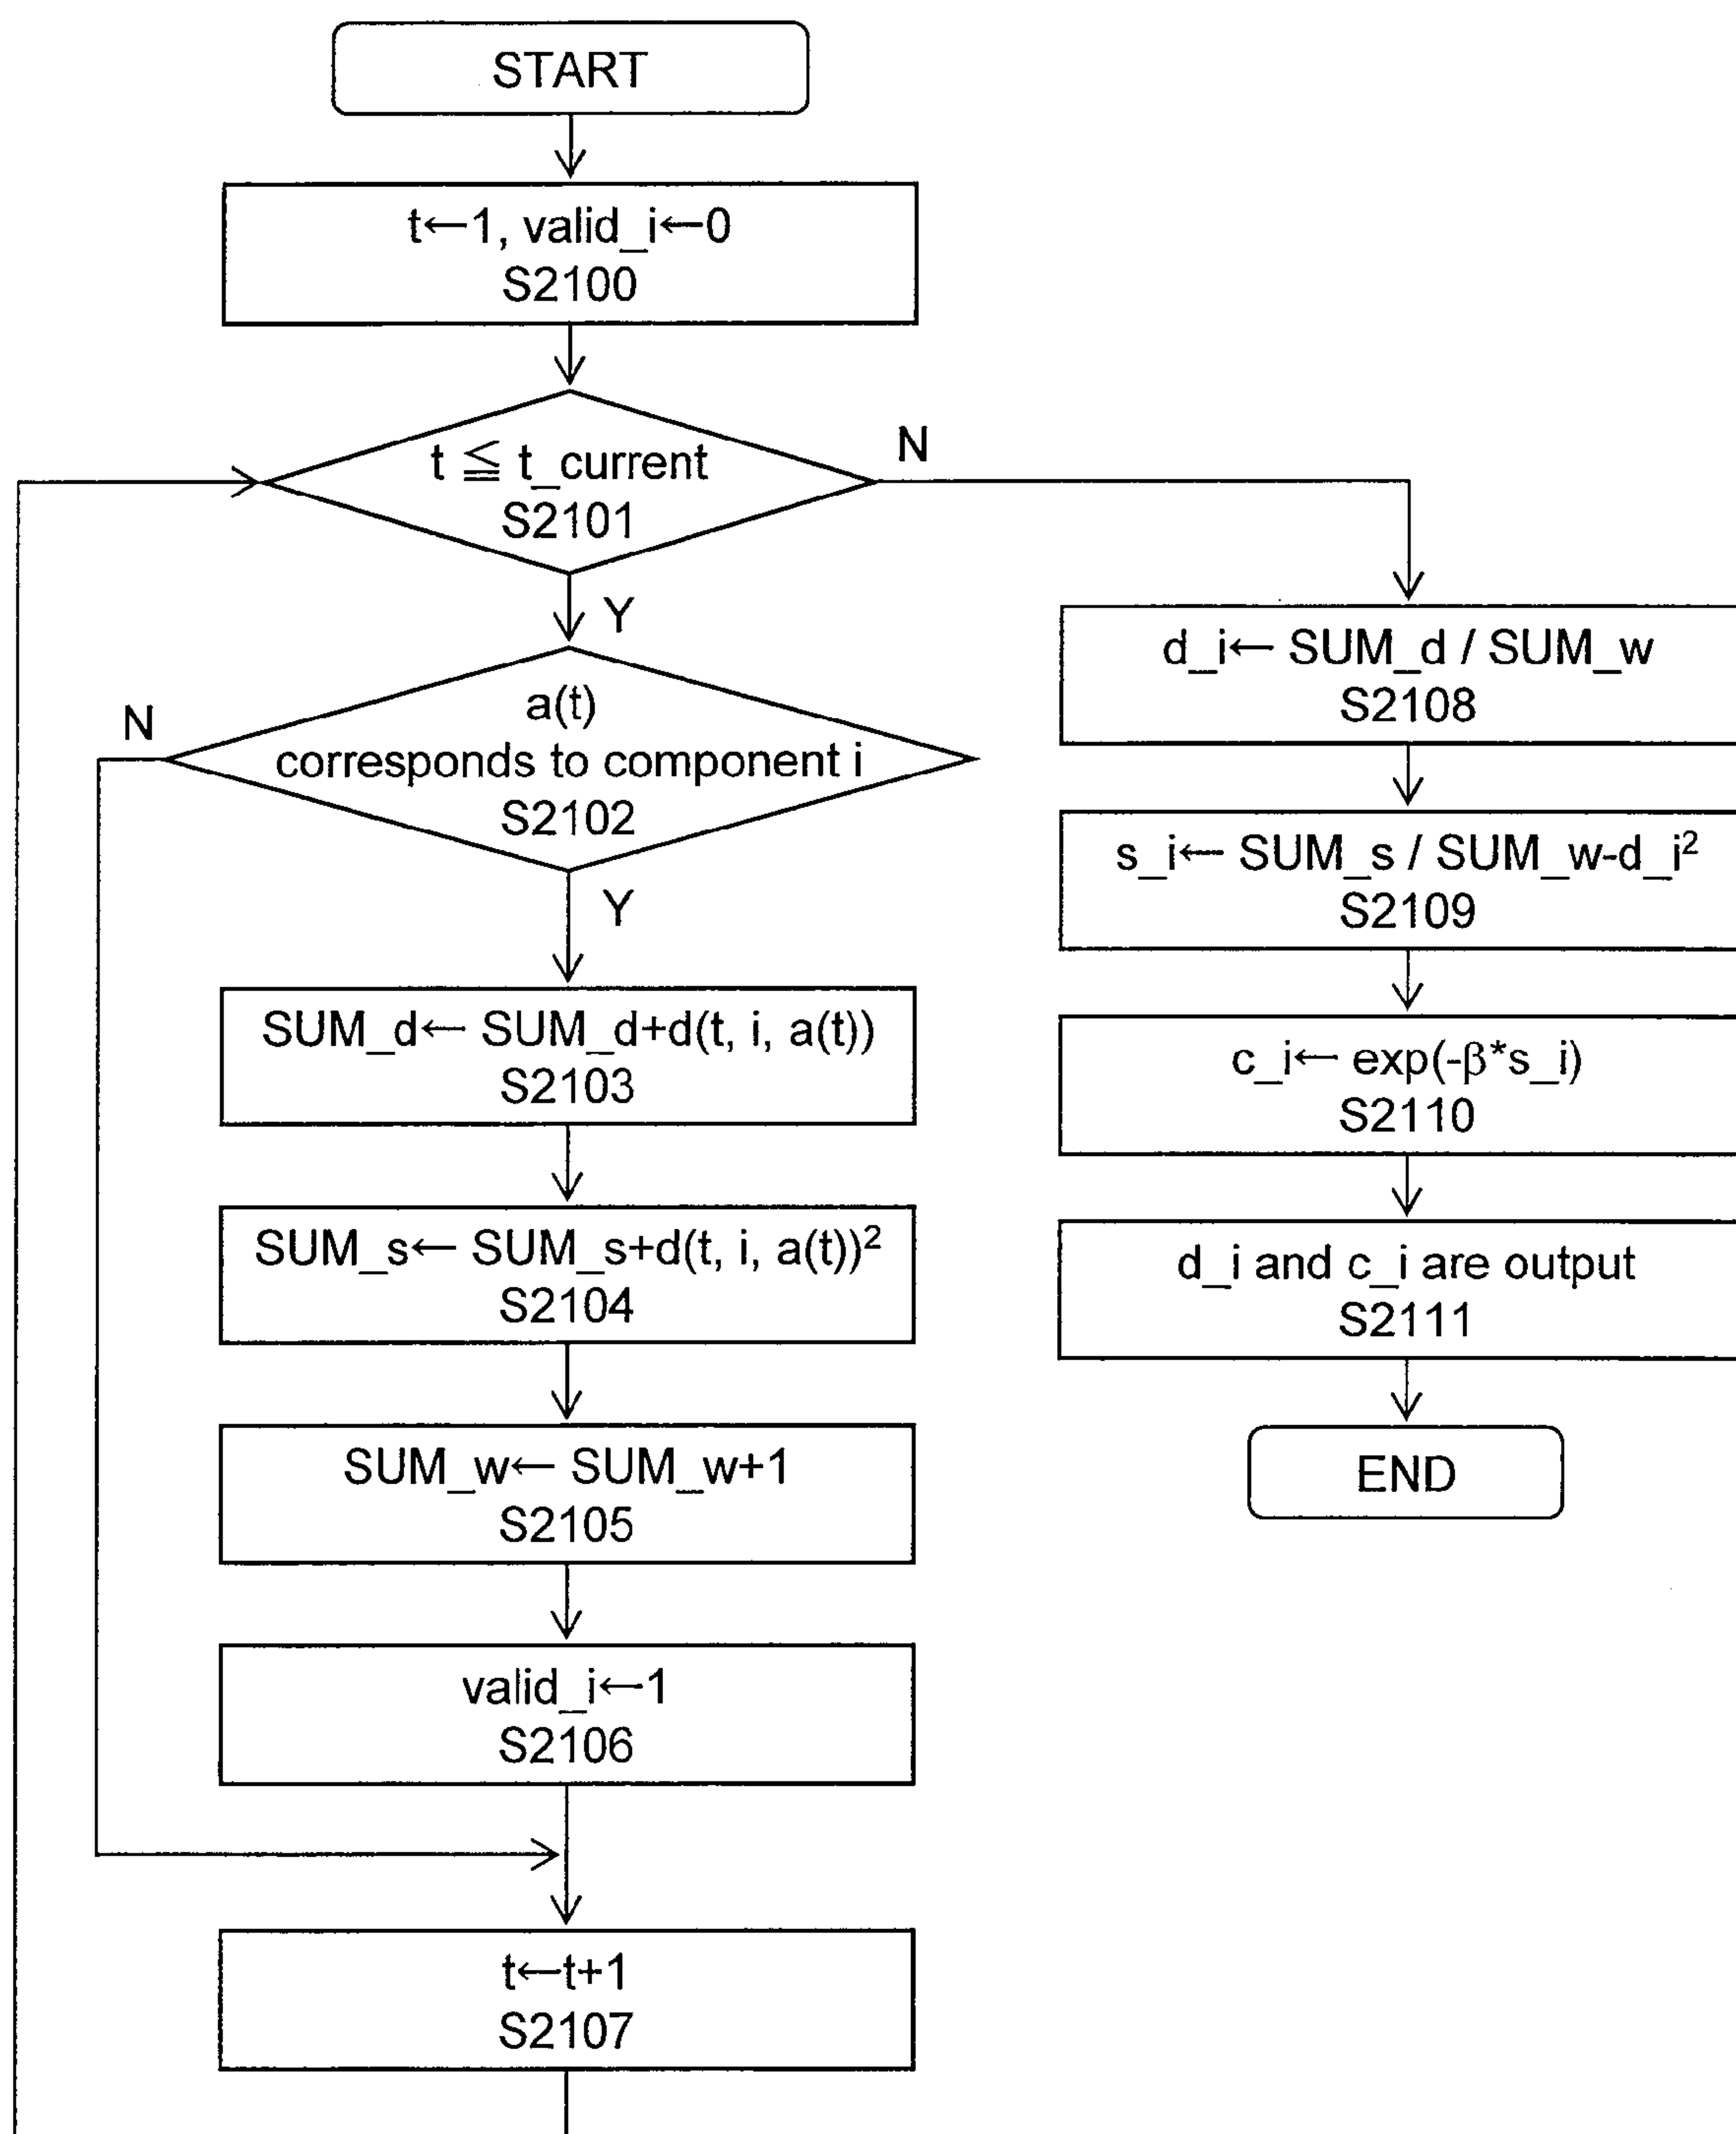 START
t←1, valid_i←0
S2100
t ≦ t_current
S2101
N
Y
a(t)
corresponds to component i
S2102
N
Y
SUM_d← SUM_d+d(t, i, a(t))
S2103
SUM_s← SUM_s+d(t, i, a(t))²
S2104
SUM_w← SUM_w+1
S2105
valid_i←1
S2106
t←t+1
S2107
d_i← SUM_d / SUM_w
S2108
s_i← SUM_s / SUM_w-d_i²
S2109
c_i← exp(-β*s_i)
S2110
d_i and c_i are output
S2111
END